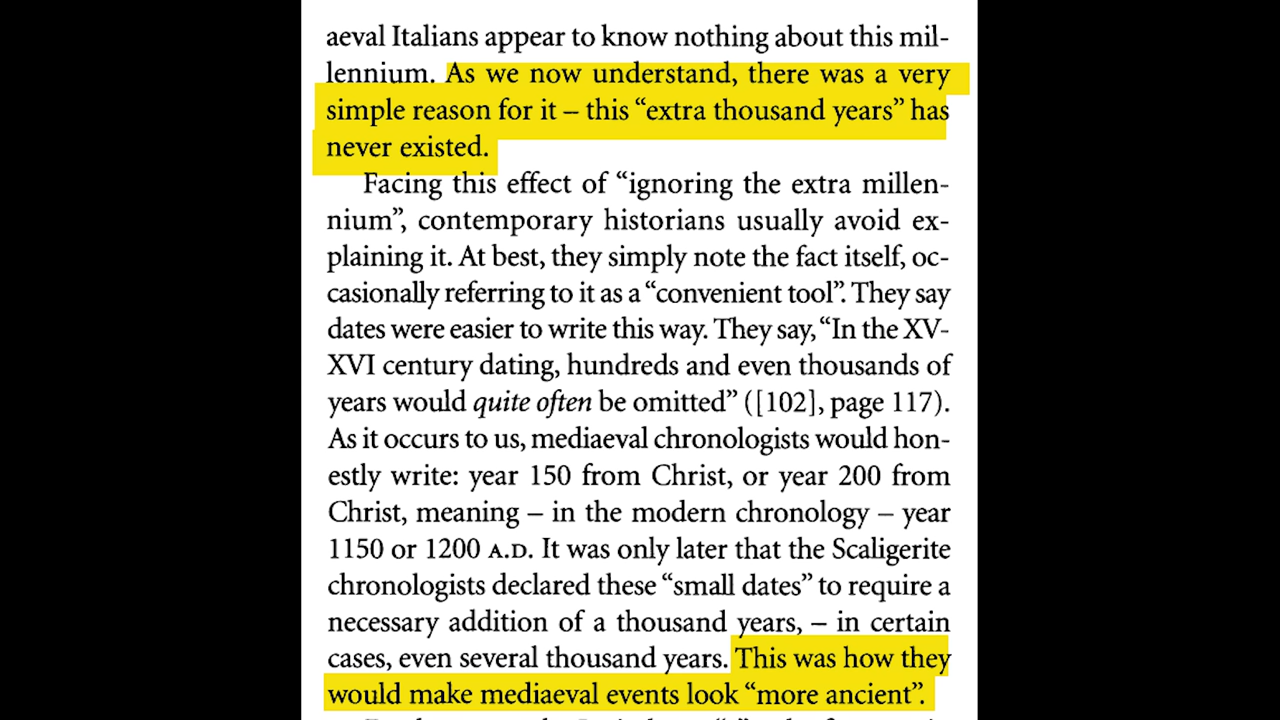 aeval Italians appear to know nothing about this mil-
lennium. As we now understand, there was a very
simple reason for it – this “extra thousand years” has
never existed.
Facing this effect of “ignoring the extra millen-
nium”, contemporary historians usually avoid ex-
plaining it. At best, they simply note the fact itself, oc-
casionally referring to it as a “convenient tool”. They say
dates were easier to write this way. They say, “In the XV-
XVI century dating, hundreds and even thousands of
years would quite often be omitted” ([102], page 117).
As it occurs to us, mediaeval chronologists would hon-
estly write: year 150 from Christ, or year 200 from
Christ, meaning – in the modern chronology – year
1150 or 1200 A.D. It was only later that the Scaligerite
chronologists declared these “small dates” to require a
necessary addition of a thousand years, – in certain
cases, even several thousand years. This was how they
would make mediaeval events look “more ancient”.